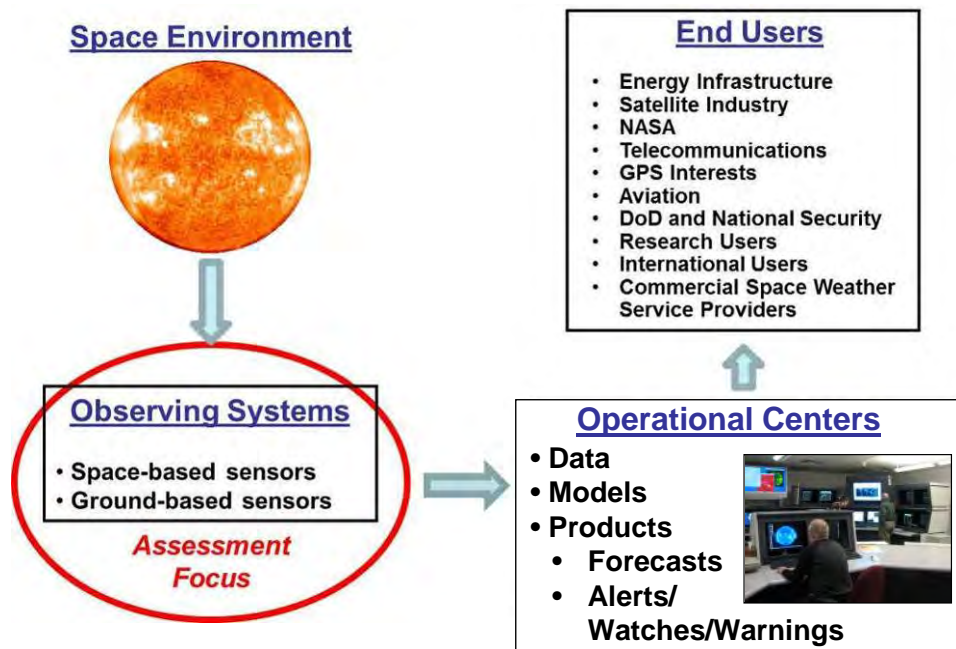 Space Environment
Observing Systems
• Space-based sensors
• Ground-based sensors
Assessment
Focus
Operational Centers
• Data
• Models
• Products
• Forecasts
• Alerts/
Watches/Warnings
End Users
• Energy Infrastructure
• Satellite Industry
• NASA
• Telecommunications
• GPS Interests
• Aviation
• DoD and National Security
• Research Users
• International Users
• Commercial Space Weather
Service Providers